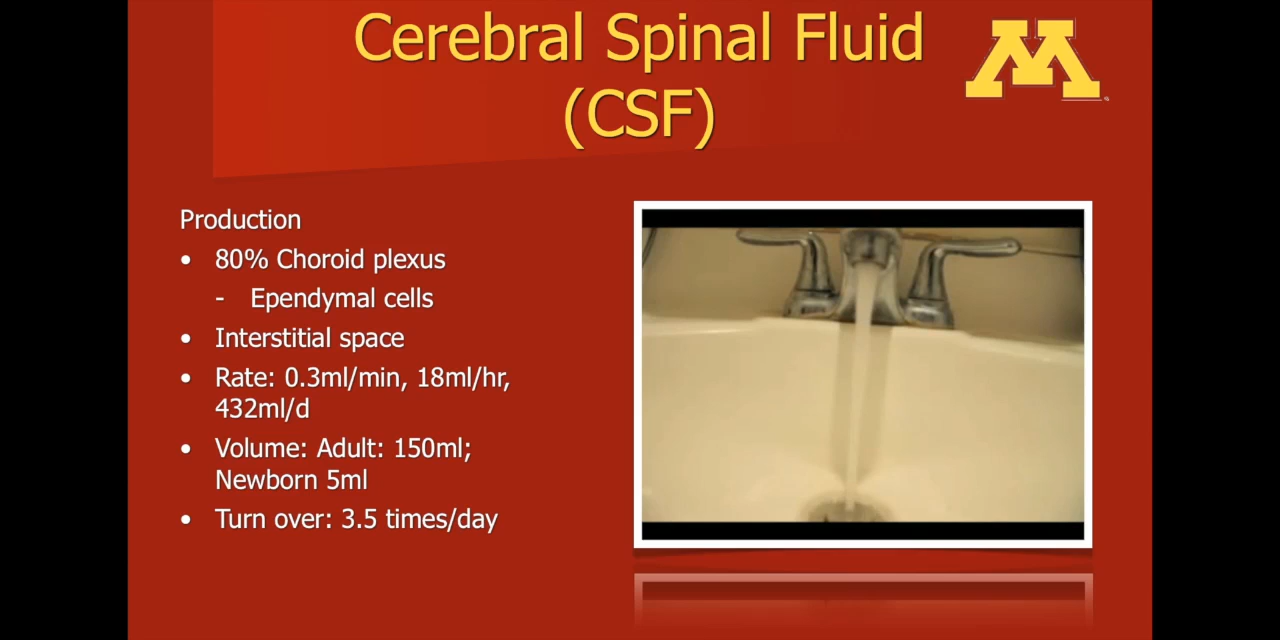 Cerebral Spinal Fluid
(CSF)
M
Production
• 80% Choroid plexus
- Ependymal cells
• Interstitial space
• Rate: 0.3ml/min, 18ml/hr,
432ml/d
• Volume: Adult: 150ml;
Newborn 5ml
• Turn over: 3.5 times/day